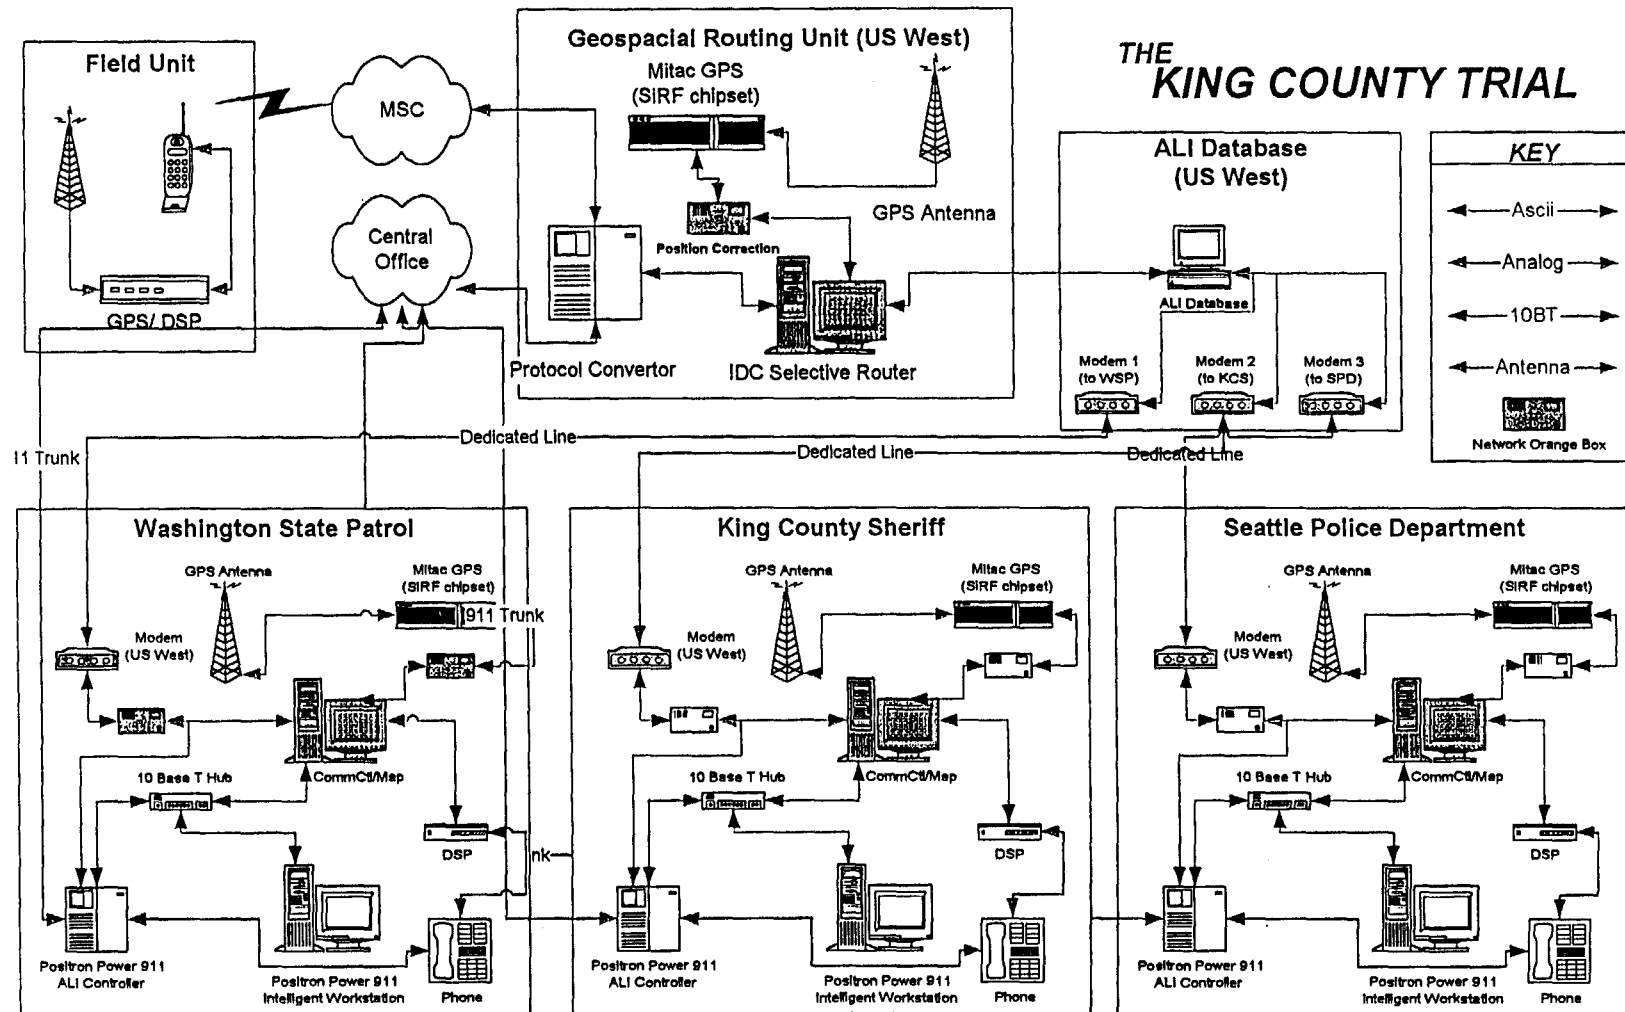 THE
KING COUNTY TRIAL
Field Unit
GPS/ DSP
MSC
Central
Office
Geospacial Routing Unit (US West)
Mitac GPS
(SiRF chipset)
GPS Antenna
Position Correction
Protocol Convertor
IDC Selective Router
ALI Database
(US West)
ALI Database
Modem 1
(to WSP)
Modem 2
(to KCS)
Modem 3
(to SPD)
KEY
Ascii
Analog
10BT
Antenna
Network Orange Box
Dedicated Line
Dedicated Line
Dedicated Line
11 Trunk
Washington State Patrol
GPS Antenna
Mitac GPS
(SiRF chipset)
911 Trunk
Modem
(US West)
CommCtl/Map
10 Base T Hub
DSP
nk
Positron Power 911
ALI Controller
Positron Power 911
Intelligent Workstation
Phone
King County Sheriff
GPS Antenna
Mitac GPS
(SiRF chipset)
Modem
(US West)
CommCtl/Map
10 Base T Hub
DSP
Positron Power 911
ALI Controller
Positron Power 911
Intelligent Workstation
Phone
Seattle Police Department
GPS Antenna
Mitac GPS
(SiRF chipset)
Modem
(US West)
CommCtl/Map
10 Base T Hub
DSP
Positron Power 911
ALI Controller
Positron Power 911
Intelligent Workstation
Phone